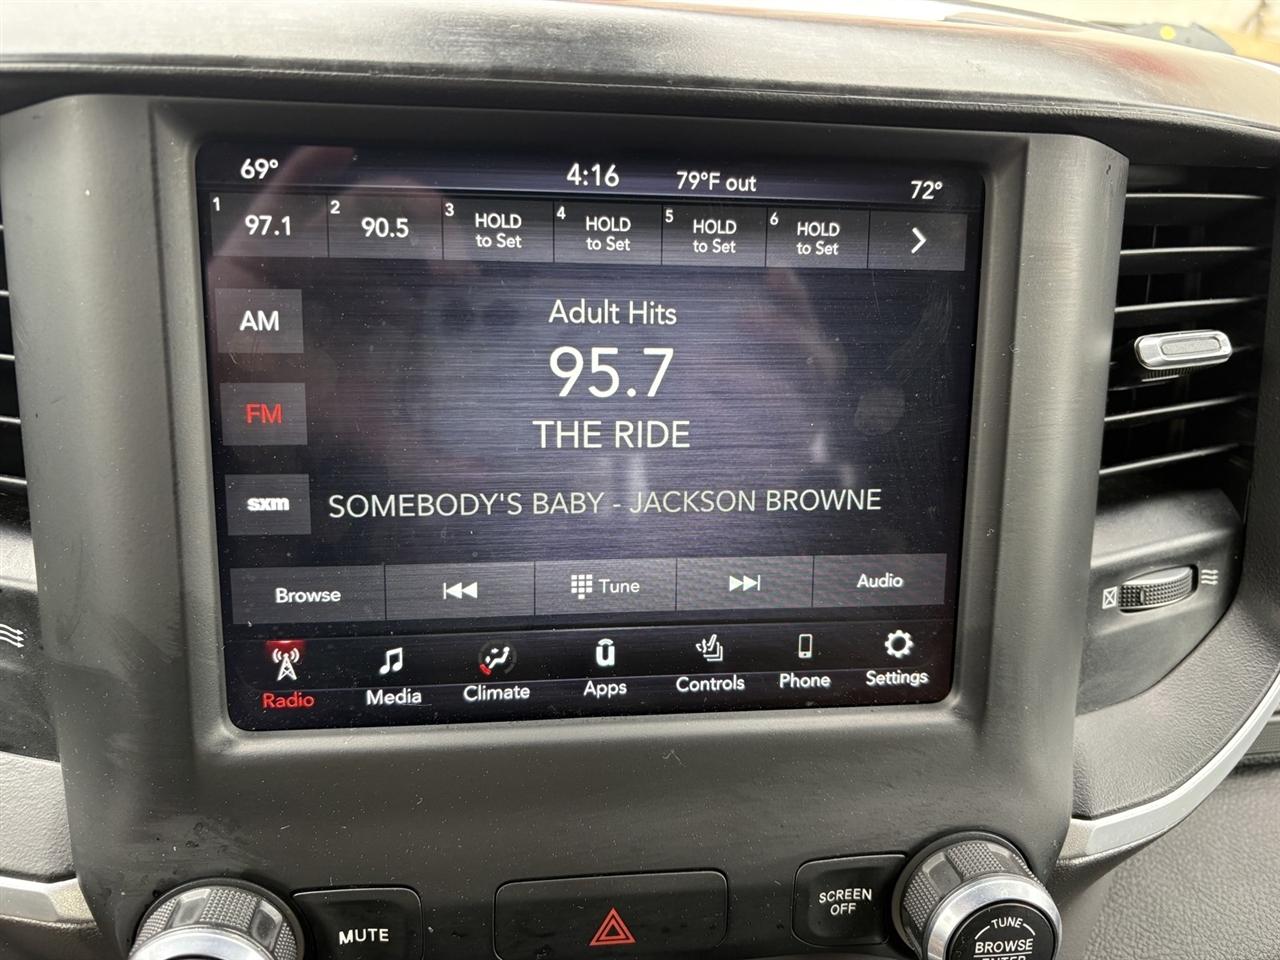 69° 4:16 79°F out 72°
1 97.1 2 90.5 3 HOLD to Set 4 HOLD to Set 5 HOLD to Set 6 HOLD to Set
AM
Adult Hits
95.7
FM
THE RIDE
sxm
SOMEBODY'S BABY - JACKSON BROWNE
Browse Tune Audio
Radio Media Climate Apps Controls Phone Settings
MUTE
SCREEN
OFF
TUNE
BROWSE
ENTER